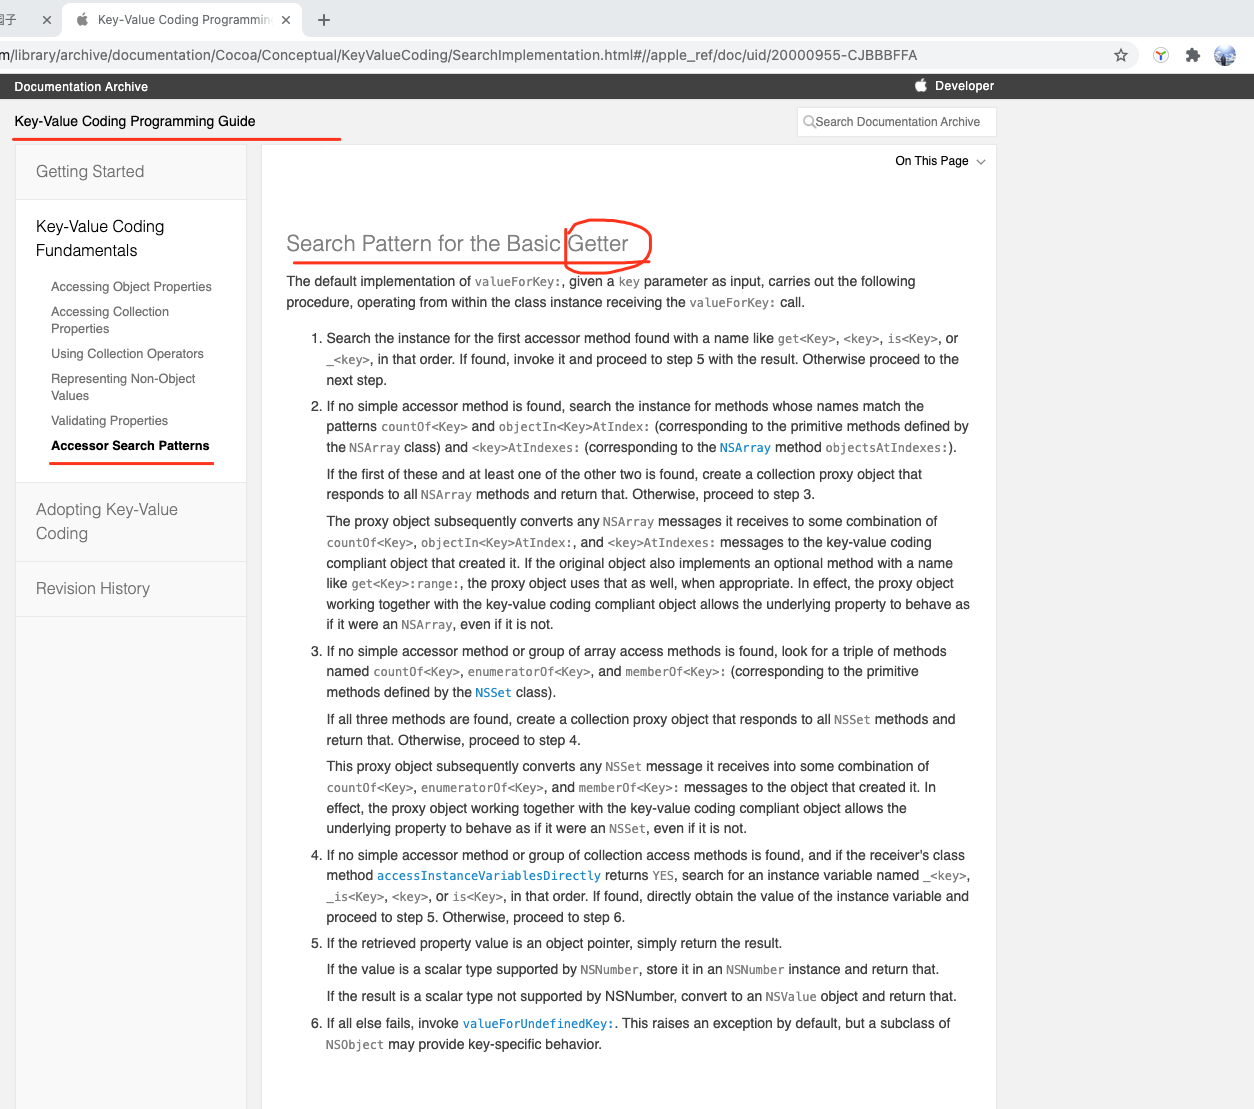 园子
Key-Value Coding Programmin
m/library/archive/documentation/Cocoa/Conceptual/KeyValueCoding/SearchImplementation.html#//apple_ref/doc/uid/20000955-CJBBBFFA
Documentation Archive
Developer
Key-Value Coding Programming Guide
Search Documentation Archive
Getting Started
Key-Value Coding
Fundamentals
Accessing Object Properties
Accessing Collection
Properties
Using Collection Operators
Representing Non-Object
Values
Validating Properties
Accessor Search Patterns
Adopting Key-Value
Coding
Revision History
On This Page
Search Pattern for the Basic Getter
The default implementation of valueForKey:, given a key parameter as input, carries out the following
procedure, operating from within the class instance receiving the valueForKey: call.
1. Search the instance for the first accessor method found with a name like get<Key>, <key>, is<Key>, or
_<key>, in that order. If found, invoke it and proceed to step 5 with the result. Otherwise proceed to the
next step.
2. If no simple accessor method is found, search the instance for methods whose names match the
patterns countOf<Key> and objectIn<Key>AtIndex: (corresponding to the primitive methods defined by
the NSArray class) and <key>AtIndexes: (corresponding to the NSArray method objectsAtIndexes:).
If the first of these and at least one of the other two is found, create a collection proxy object that
responds to all NSArray methods and return that. Otherwise, proceed to step 3.
The proxy object subsequently converts any NSArray messages it receives to some combination of
countOf<Key>, objectIn<Key>AtIndex:, and <key>AtIndexes: messages to the key-value coding
compliant object that created it. If the original object also implements an optional method with a name
like get<Key>:range:, the proxy object uses that as well, when appropriate. In effect, the proxy object
working together with the key-value coding compliant object allows the underlying property to behave as
if it were an NSArray, even if it is not.
3. If no simple accessor method or group of array access methods is found, look for a triple of methods
named countOf<Key>, enumeratorOf<Key>, and memberOf<Key>: (corresponding to the primitive
methods defined by the NSSet class).
If all three methods are found, create a collection proxy object that responds to all NSSet methods and
return that. Otherwise, proceed to step 4.
This proxy object subsequently converts any NSSet message it receives into some combination of
countOf<Key>, enumeratorOf<Key>, and memberOf<Key>: messages to the object that created it. In
effect, the proxy object working together with the key-value coding compliant object allows the
underlying property to behave as if it were an NSSet, even if it is not.
4. If no simple accessor method or group of collection access methods is found, and if the receiver's class
method accessInstanceVariablesDirectly returns YES, search for an instance variable named _<key>,
_is<Key>, <key>, or is<Key>, in that order. If found, directly obtain the value of the instance variable and
proceed to step 5. Otherwise, proceed to step 6.
5. If the retrieved property value is an object pointer, simply return the result.
If the value is a scalar type supported by NSNumber, store it in an NSNumber instance and return that.
If the result is a scalar type not supported by NSNumber, convert to an NSValue object and return that.
6. If all else fails, invoke valueForUndefinedKey:. This raises an exception by default, but a subclass of
NSObject may provide key-specific behavior.